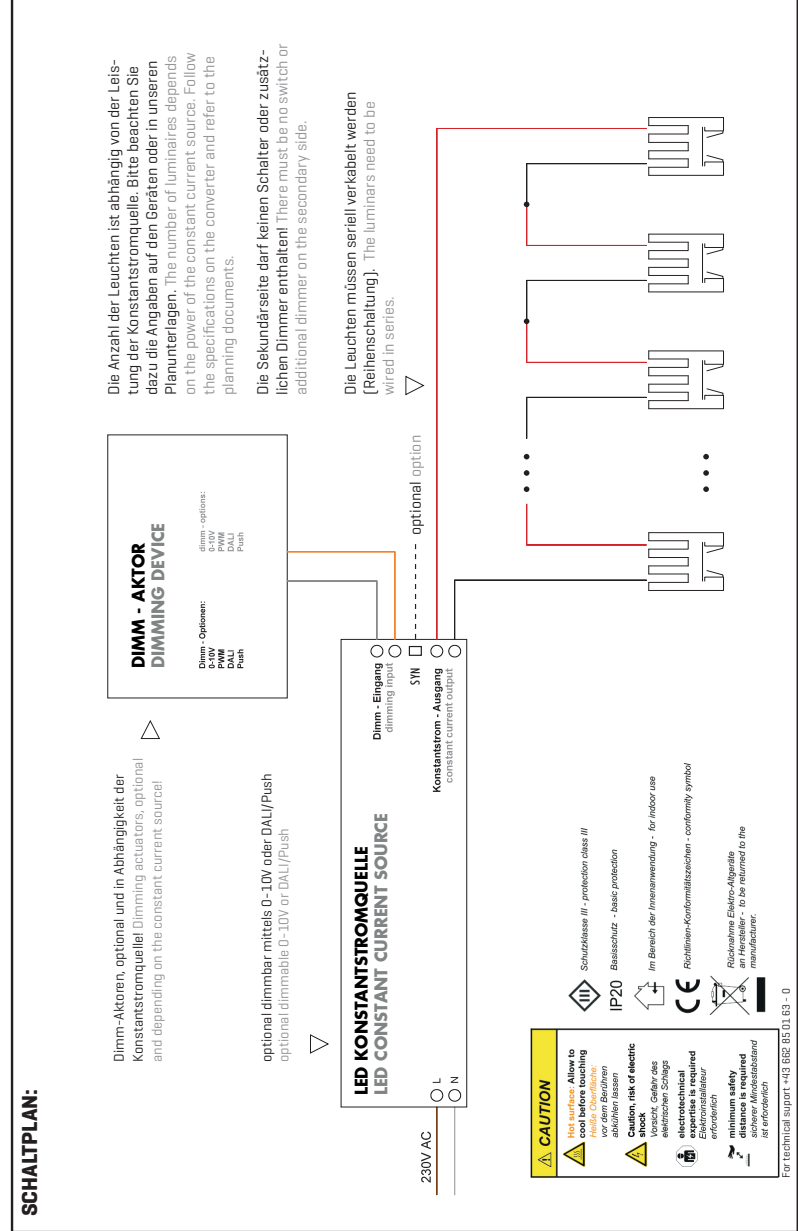 SCHALTPLAN:
Dimm-Aktoren, optional und in Abhängigkeit der
Konstantstromquelle! Dimming actuators, optional
and depending on the constant current source!
optional dimmbar mittels 0-10V oder DALI/Push
optional dimmable 0-10V or DALI/Push
DIMM - AKTOR
DIMMING DEVICE
Dimm - Optionen:
0-10V
PWM
DALI
Push
dimm - options:
0-10V
PWM
DALI
Push
Die Anzahl der Leuchten ist abhängig von der Leis-
tung der Konstantstromquelle. Bitte beachten Sie
dazu die Angaben auf den Geräten oder in unseren
Planunterlagen. The number of luminaires depends
on the power of the constant current source. Follow
the specifications on the converter and refer to the
planning documents.
Die Sekundärseite darf keinen Schalter oder zusätz-
lichen Dimmer enthalten! There must be no switch or
additional dimmer on the secondary side.
Die Leuchten müssen seriell verkabelt werden
(Reihenschaltung). The luminars need to be
wired in series.
LED KONSTANTSTROMQUELLE
LED CONSTANT CURRENT SOURCE
230V AC
L
N
Dimm - Eingang
dimming input
SYN
optional option
Konstantstrom - Ausgang
constant current output
CAUTION
Hot surface: Allow to
cool before touching
Heiße Oberfläche:
vor dem Berühren
abkühlen lassen
Caution, risk of electric
shock
Vorsicht, Gefahr des
elektrischen Schlags
electrotechnical
expertise is required
Elektroinstallateur
erforderlich
minimum safety
distance is required
sicherer Mindestabstand
ist erforderlich
III
Schutzklasse III - protection class III
IP20
Basisschutz - basic protection
Im Bereich der Innenanwendung - for indoor use
CE
Richtlinien-Konformitätszeichen - conformity symbol
Rücknahme Elektro-Altgeräte
an Hersteller - to be returned to the
manufacturer.
For technical suport +43 662 85 01 63 - 0